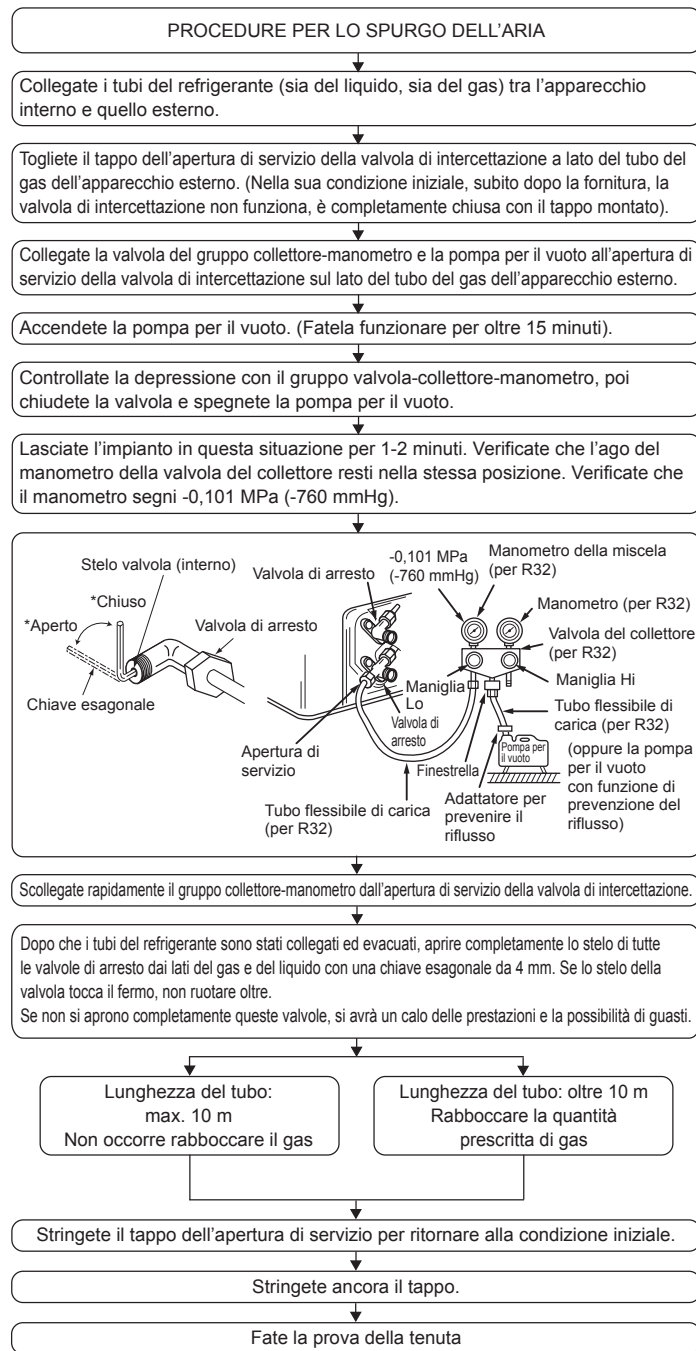 PROCEDURE PER LO SPURGO DELL'ARIA
Collegate i tubi del refrigerante (sia del liquido, sia del gas) tra l'apparecchio
interno e quello esterno.
Togliete il tappo dell'apertura di servizio della valvola di intercettazione a lato del tubo del
gas dell'apparecchio esterno. (Nella sua condizione iniziale, subito dopo la fornitura, la
valvola di intercettazione non funziona, è completamente chiusa con il tappo montato).
Collegate la valvola del gruppo collettore-manometro e la pompa per il vuoto all'apertura di
servizio della valvola di intercettazione sul lato del tubo del gas dell'apparecchio esterno.
Accendete la pompa per il vuoto. (Fatela funzionare per oltre 15 minuti).
Controllate la depressione con il gruppo valvola-collettore-manometro, poi
chiudete la valvola e spegnete la pompa per il vuoto.
Lasciate l'impianto in questa situazione per 1-2 minuti. Verificate che l'ago del
manometro della valvola del collettore resti nella stessa posizione. Verificate che
il manometro segni -0,101 MPa (-760 mmHg).
Stelo valvola (interno)
*Chiuso
*Aperto
Chiave esagonale
Valvola di arresto
Valvola di arresto
Valvola di
arresto
Apertura di
servizio
Tubo flessibile di carica
(per R32)
-0,101 MPa
(-760 mmHg)
Manometro della miscela
(per R32)
Manometro (per R32)
Valvola del collettore
(per R32)
Maniglia
Lo
Maniglia Hi
Tubo flessibile di
carica (per R32)
Finestrella
Pompa per
il vuoto
(oppure la pompa
per il vuoto
con funzione di
prevenzione del
riflusso)
Adattatore per
prevenire il
riflusso
Scollegate rapidamente il gruppo collettore-manometro dall'apertura di servizio della valvola di intercettazione.
Dopo che i tubi del refrigerante sono stati collegati ed evacuati, aprire completamente lo stelo di tutte
le valvole di arresto dai lati del gas e del liquido con una chiave esagonale da 4 mm. Se lo stelo della
valvola tocca il fermo, non ruotare oltre.
Se non si aprono completamente queste valvole, si avrà un calo delle prestazioni e la possibilità di guasti.
Lunghezza del tubo:
max. 10 m
Non occorre rabboccare il gas
Lunghezza del tubo: oltre 10 m
Rabboccare la quantità
prescritta di gas
Stringete il tappo dell'apertura di servizio per ritornare alla condizione iniziale.
Stringete ancora il tappo.
Fate la prova della tenuta